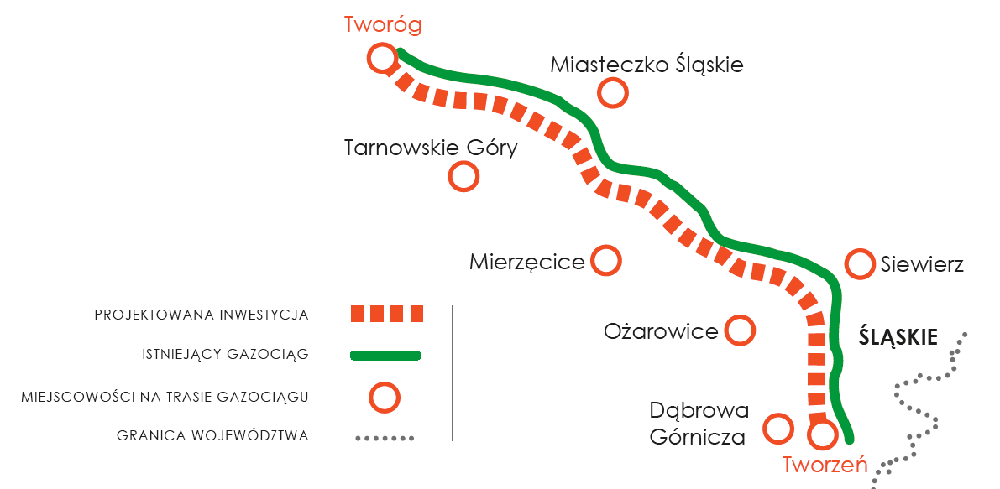 Tworóg
Miasteczko Śląskie
Tarnowskie Góry
Mierzęcice
Siewierz
PROJEKTOWANA INWESTYCJA
Ożarowice
ŚLĄSKIE
ISTNIEJĄCY GAZOCIĄG
MIEJSCOWOŚCI NA TRASIE GAZOCIĄGU
Dąbrowa
Górnicza
GRANICA WOJEWÓDZTWA
Tworzeń